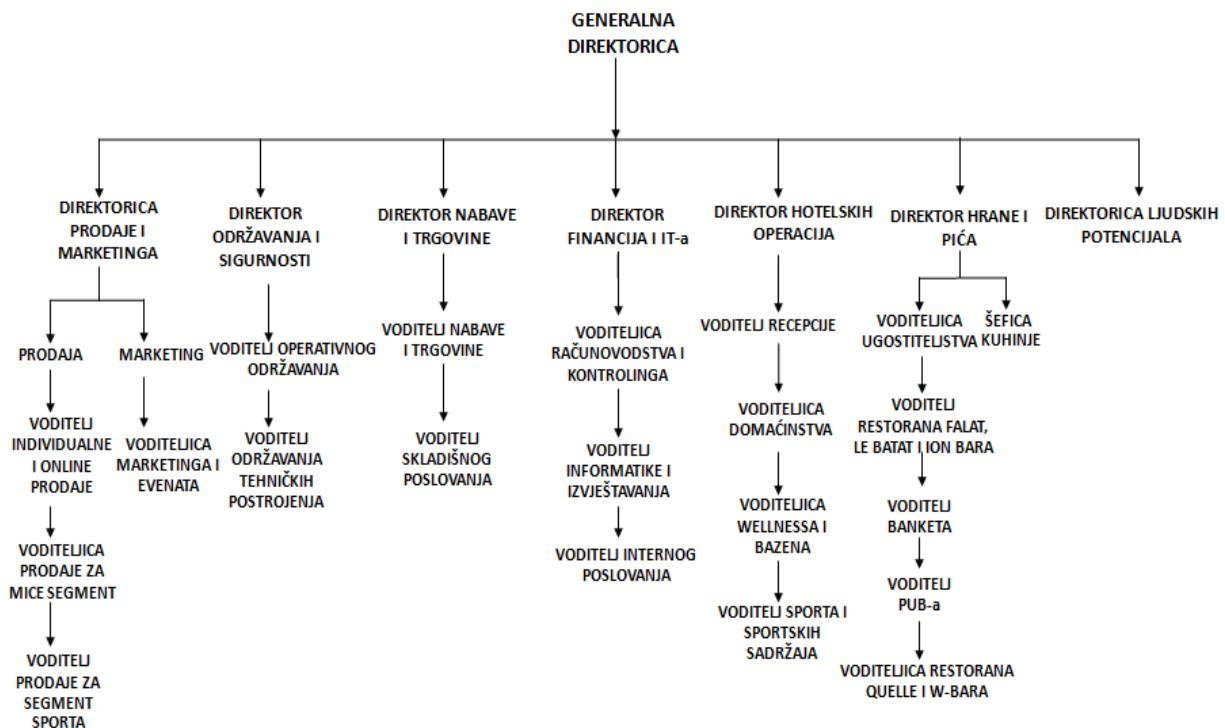 GENERALNA
DIREKTORICA
DIREKTORICA
PRODAJE I
MARKETINGA
DIREKTOR
ODRŽAVANJA I
SIGURNOSTI
DIREKTOR NABAVE
I TRGOVINE
DIREKTOR
FINANCIJA I IT-a
DIREKTOR HOTELSKIH
OPERACIJA
DIREKTOR HRANE I
PIĆA
DIREKTORICA LJUDSKIH
POTENCIJALA
PRODAJA
MARKETING
VODITELJ
INDIVIDUALNE
I ONLINE
PRODAJE
VODITELJICA
MARKETINGA I
EVENATA
VODITELJICA
PRODAJE ZA
MICE SEGMENT
VODITELJ
PRODAJE ZA
SEGMENT
SPORTA
VODITELJ OPERATIVNOG
ODRŽAVANJA
VODITELJ
ODRŽAVANJA
TEHNIČKIH
POSTROJENJA
VODITELJ NABAVE
I TRGOVINE
VODITELJ
SKLADIŠNOG
POSLOVANJA
VODITELJICA
RAČUNOVODSTVA I
KONTROLINGA
VODITELJ
INFORMATIKE I
IZVJEŠTAVANJA
VODITELJ INTERNOG
POSLOVANJA
VODITELJ RECEPCIJE
VODITELJICA
DOMAĆINSTVA
VODITELJICA
WELLNESSA I
BAZENA
VODITELJ SPORTA I
SPORTSKIH
SADRŽAJA
VODITELJICA
UGOSTITELJSTVA
ŠEFICA
KUHINJE
VODITELJ
RESTORANA FALAT,
LE BATAT I ION BARA
VODITELJ
BANKETA
VODITELJ
PUB-a
VODITELJICA RESTORANA
QUELLE I W-BARA